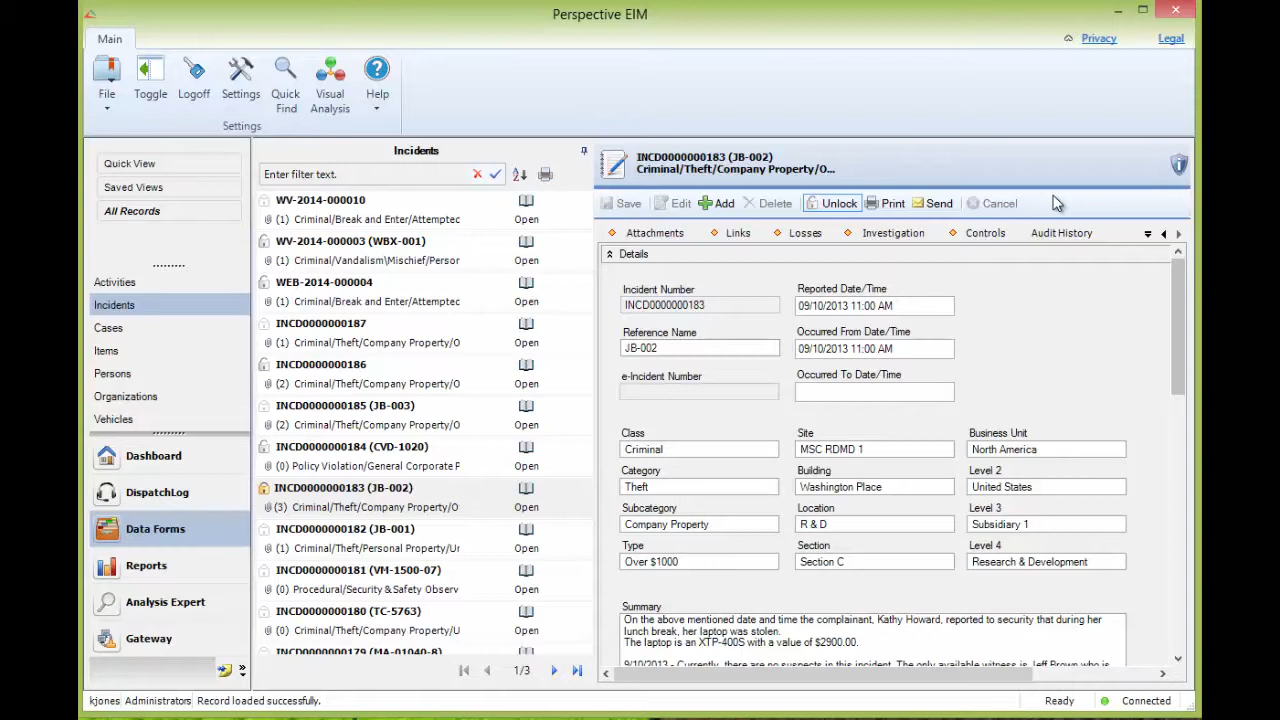 Perspective EIM
Main
Privacy
Legal
File
Toggle
Logoff
Settings
Quick Find
Visual Analysis
Help
Settings
Quick View
Saved Views
All Records
Activities
Incidents
Cases
Items
Persons
Organizations
Vehicles
Dashboard
DispatchLog
Data Forms
Reports
Analysis Expert
Gateway
Incidents
Enter filter text.
WV-2014-000010
(1) Criminal/Break and Enter/Attemptec
Open
WV-2014-000003 (WBX-001)
(1) Criminal/Vandalism\Mischief/Persor
Open
WEB-2014-000004
(1) Criminal/Break and Enter/Attemptec
Open
INCD0000000187
(1) Criminal/Theft/Company Property/O
Open
INCD0000000186
(2) Criminal/Theft/Company Property/O
Open
INCD0000000185 (JB-003)
(2) Criminal/Theft/Company Property/O
Open
INCD0000000184 (CVD-1020)
(0) Policy Violation/General Corporate P
Open
INCD0000000183 (JB-002)
(3) Criminal/Theft/Company Property/O
Open
INCD0000000182 (JB-001)
(1) Criminal/Theft/Personal Property/Ur
Open
INCD0000000181 (VM-1500-07)
(0) Procedural/Security & Safety Observ
Open
INCD0000000180 (TC-5763)
(0) Criminal/Theft/Company Property/U
Open
INCD0000000179 (MA-01040-8)
1/3
INCD0000000183 (JB-002)
Criminal/Theft/Company Property/O...
Save Edit Add Delete Unlock Print Send Cancel
Attachments Links Losses Investigation Controls Audit History
Details
Incident Number
INCD0000000183
Reported Date/Time
09/10/2013 11:00 AM
Reference Name
JB-002
Occurred From Date/Time
09/10/2013 11:00 AM
e-Incident Number
Occurred To Date/Time
Class
Criminal
Site
MSC RDMD 1
Business Unit
North America
Category
Theft
Building
Washington Place
Level 2
United States
Subcategory
Company Property
Location
R & D
Level 3
Subsidiary 1
Type
Over $1000
Section
Section C
Level 4
Research & Development
Summary
On the above mentioned date and time the complainant, Kathy Howard, reported to security that during her
lunch break, her laptop was stolen.
The laptop is an XTP-400S with a value of $2900.00.
9/10/2013 - Currently, there are no suspects in this incident. The only available witness is Jeff Brown who is
kjones Administrators Record loaded successfully.
Ready
Connected